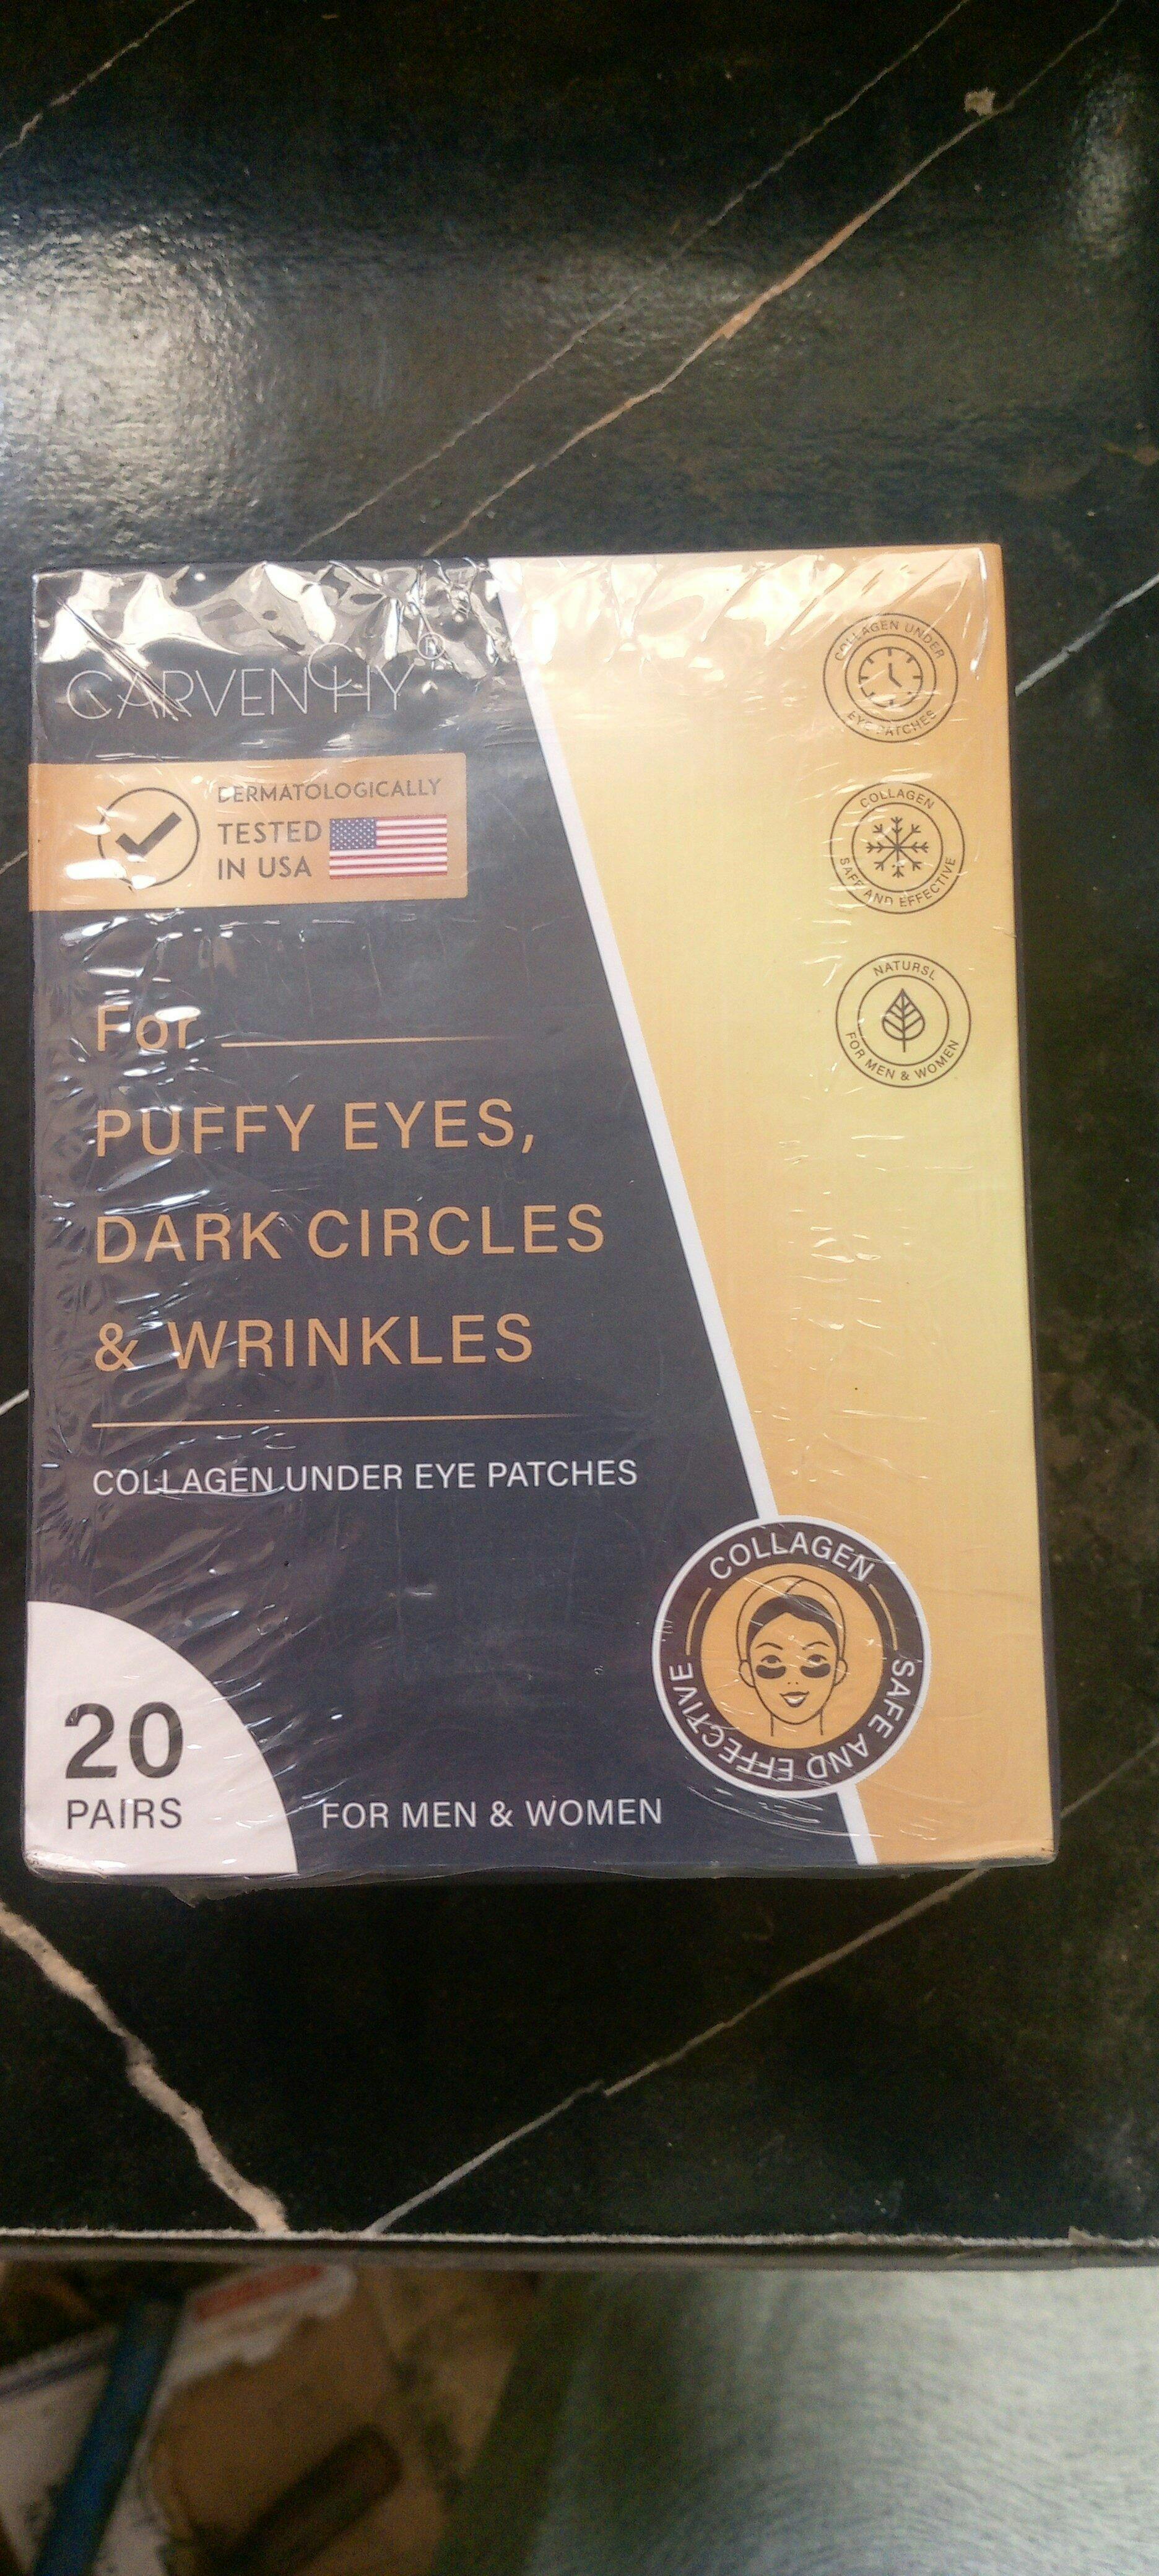 CARVENCHY ®
DERMATOLOGICALLY
TESTED
IN USA
For
PUFFY EYES,
DARK CIRCLES
& WRINKLES
COLLAGEN UNDER EYE PATCHES
20
PAIRS
FOR MEN & WOMEN
COLLAGEN UNDER
EYE PATCHES
COLLAGEN
SAFE AND EFFECTIVE
NATURSL
FOR MEN & WOMEN
COLLAGEN
SAFE AND EFFECTIVE